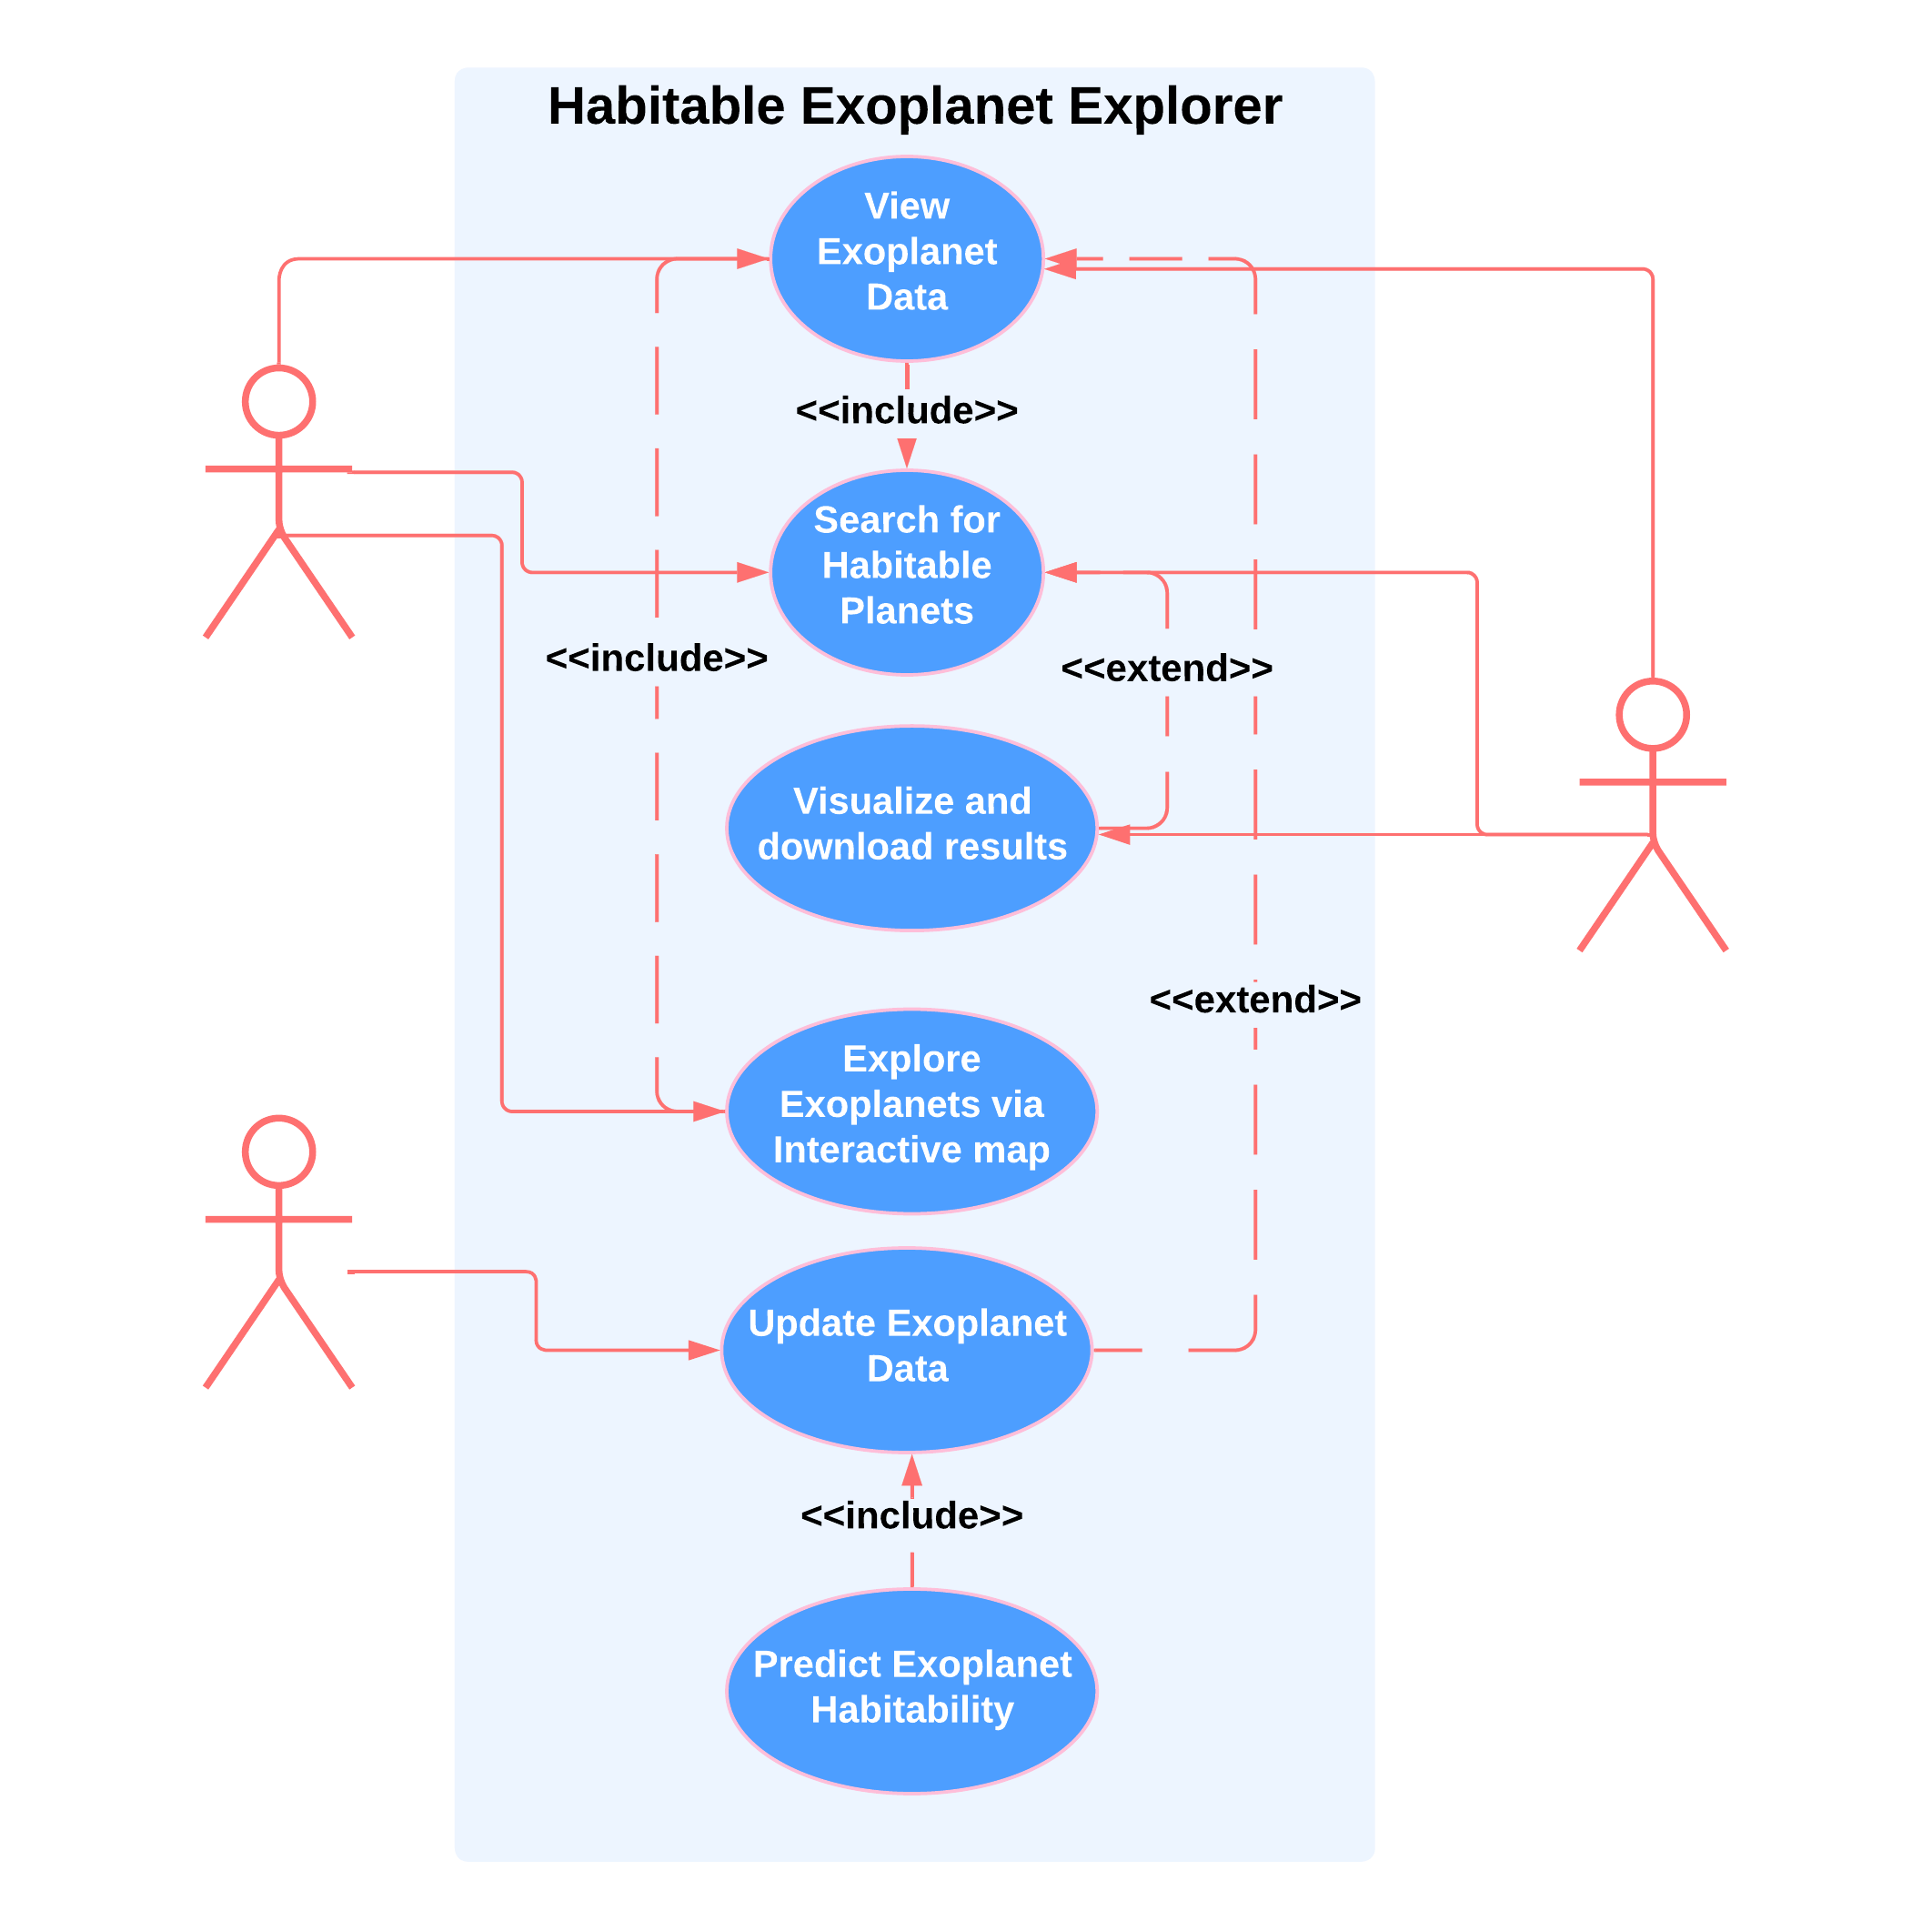 Habitable Exoplanet Explorer
View
Exoplanet
Data
<<include>>
Search for
Habitable
Planets
<<include>>
<<extend>>
Visualize and
download results
<<extend>>
Explore
Exoplanets via
Interactive map
Update Exoplanet
Data
<<include>>
Predict Exoplanet
Habitability